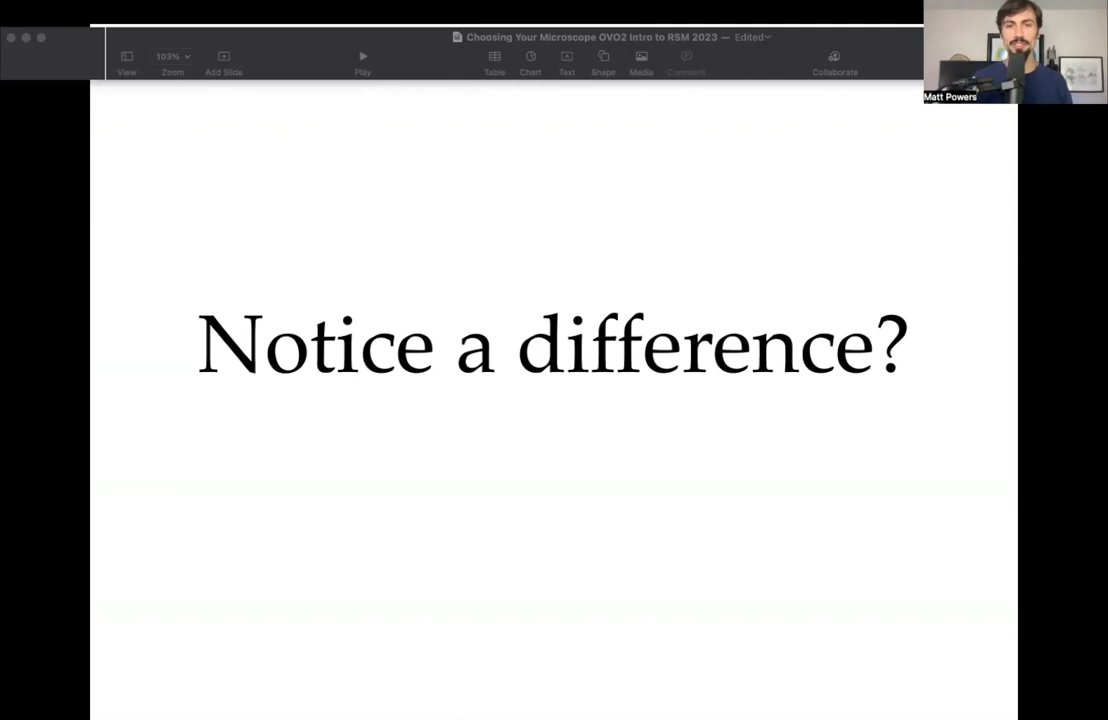 Choosing Your Microscope OVO2 Intro to RSM 2023 — Edited
103%
View
Zoom
Add Slide
Play
Table
Chart
Text
Shape
Media
Comment
Collaborate
Matt Powers
Notice a difference?